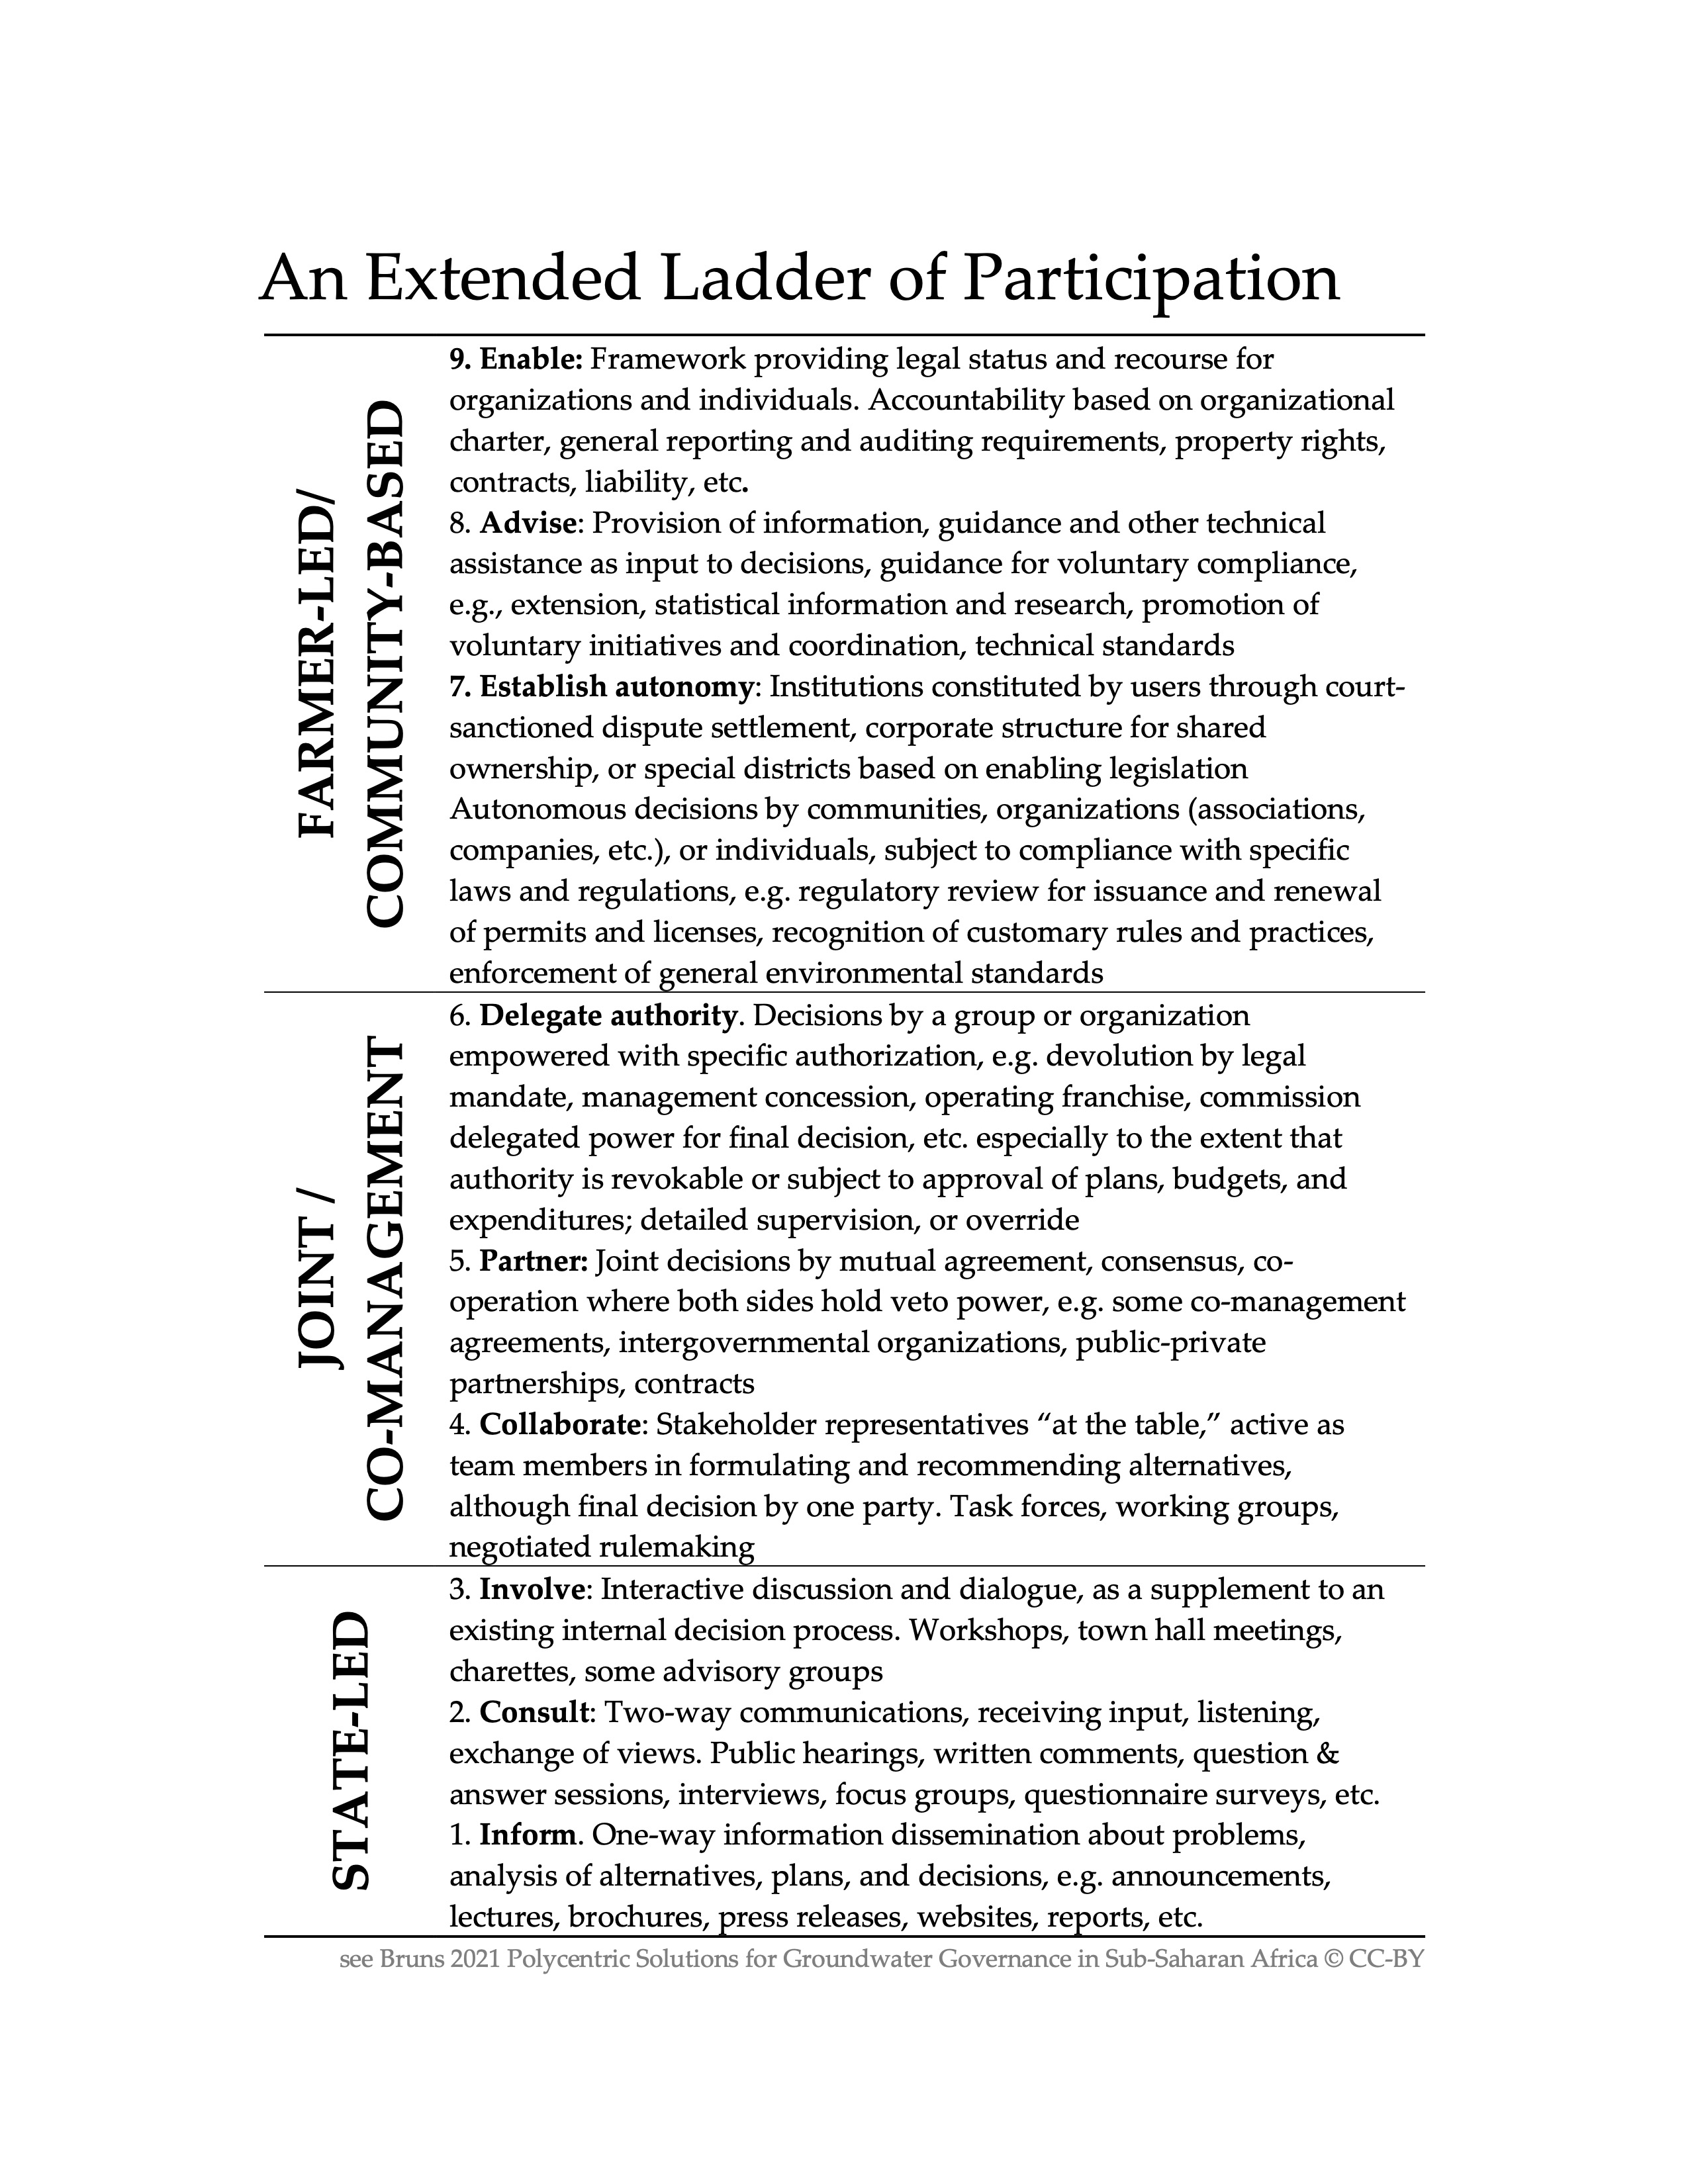 An Extended Ladder of Participation
FARMER-LED/
COMMUNITY-BASED
9. Enable: Framework providing legal status and recourse for
organizations and individuals. Accountability based on organizational
charter, general reporting and auditing requirements, property rights,
contracts, liability, etc.
8. Advise: Provision of information, guidance and other technical
assistance as input to decisions, guidance for voluntary compliance,
e.g., extension, statistical information and research, promotion of
voluntary initiatives and coordination, technical standards
7. Establish autonomy: Institutions constituted by users through court-
sanctioned dispute settlement, corporate structure for shared
ownership, or special districts based on enabling legislation
Autonomous decisions by communities, organizations (associations,
companies, etc.), or individuals, subject to compliance with specific
laws and regulations, e.g. regulatory review for issuance and renewal
of permits and licenses, recognition of customary rules and practices,
enforcement of general environmental standards
JOINT /
CO-MANAGEMENT
6. Delegate authority. Decisions by a group or organization
empowered with specific authorization, e.g. devolution by legal
mandate, management concession, operating franchise, commission
delegated power for final decision, etc. especially to the extent that
authority is revokable or subject to approval of plans, budgets, and
expenditures; detailed supervision, or override
5. Partner: Joint decisions by mutual agreement, consensus, co-
operation where both sides hold veto power, e.g. some co-management
agreements, intergovernmental organizations, public-private
partnerships, contracts
4. Collaborate: Stakeholder representatives “at the table,” active as
team members in formulating and recommending alternatives,
although final decision by one party. Task forces, working groups,
negotiated rulemaking
STATE-LED
3. Involve: Interactive discussion and dialogue, as a supplement to an
existing internal decision process. Workshops, town hall meetings,
charettes, some advisory groups
2. Consult: Two-way communications, receiving input, listening,
exchange of views. Public hearings, written comments, question &
answer sessions, interviews, focus groups, questionnaire surveys, etc.
1. Inform. One-way information dissemination about problems,
analysis of alternatives, plans, and decisions, e.g. announcements,
lectures, brochures, press releases, websites, reports, etc.
see Bruns 2021 Polycentric Solutions for Groundwater Governance in Sub-Saharan Africa © CC-BY